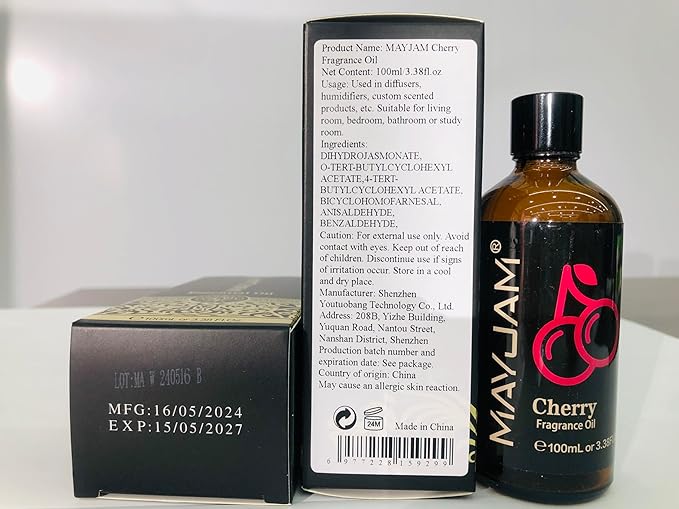 Product Name: MAYJAM Cherry
Fragrance Oil
Net Content: 100ml/3.38fl.oz
Usage: Used in diffusers,
humidifiers, custom scented
products, etc. Suitable for living
room, bedroom, bathroom or study
room.
Ingredients:
DIHYDROJASMONATE,
O-TERT-BUTYLCYCLOHEXYL
ACETATE,4-TERT-
BUTYLCYCLOHEXYL ACETATE,
BICYCLOHOMOFARNESAL,
ANISALDEHYDE,
BENZALDEHYDE,
Caution: For external use only. Avoid
contact with eyes. Keep out of reach
of children. Discontinue use if signs
of irritation occur. Store in a cool
and dry place.
Manufacturer: Shenzhen
Youtuobang Technology Co., Ltd.
Address: 208B, Yizhe Building,
Yuquan Road, Nantou Street,
Nanshan District, Shenzhen
Production batch number and
expiration date: See package.
Country of origin: China
May cause an allergic skin reaction.
24M
Made in China
6 977228 159299
LOT:MA W 240516 B
MFG:16/05/2024
EXP:15/05/2027
MAYJAM®
Cherry
Fragrance Oil
℮100mL or 3.38Fl